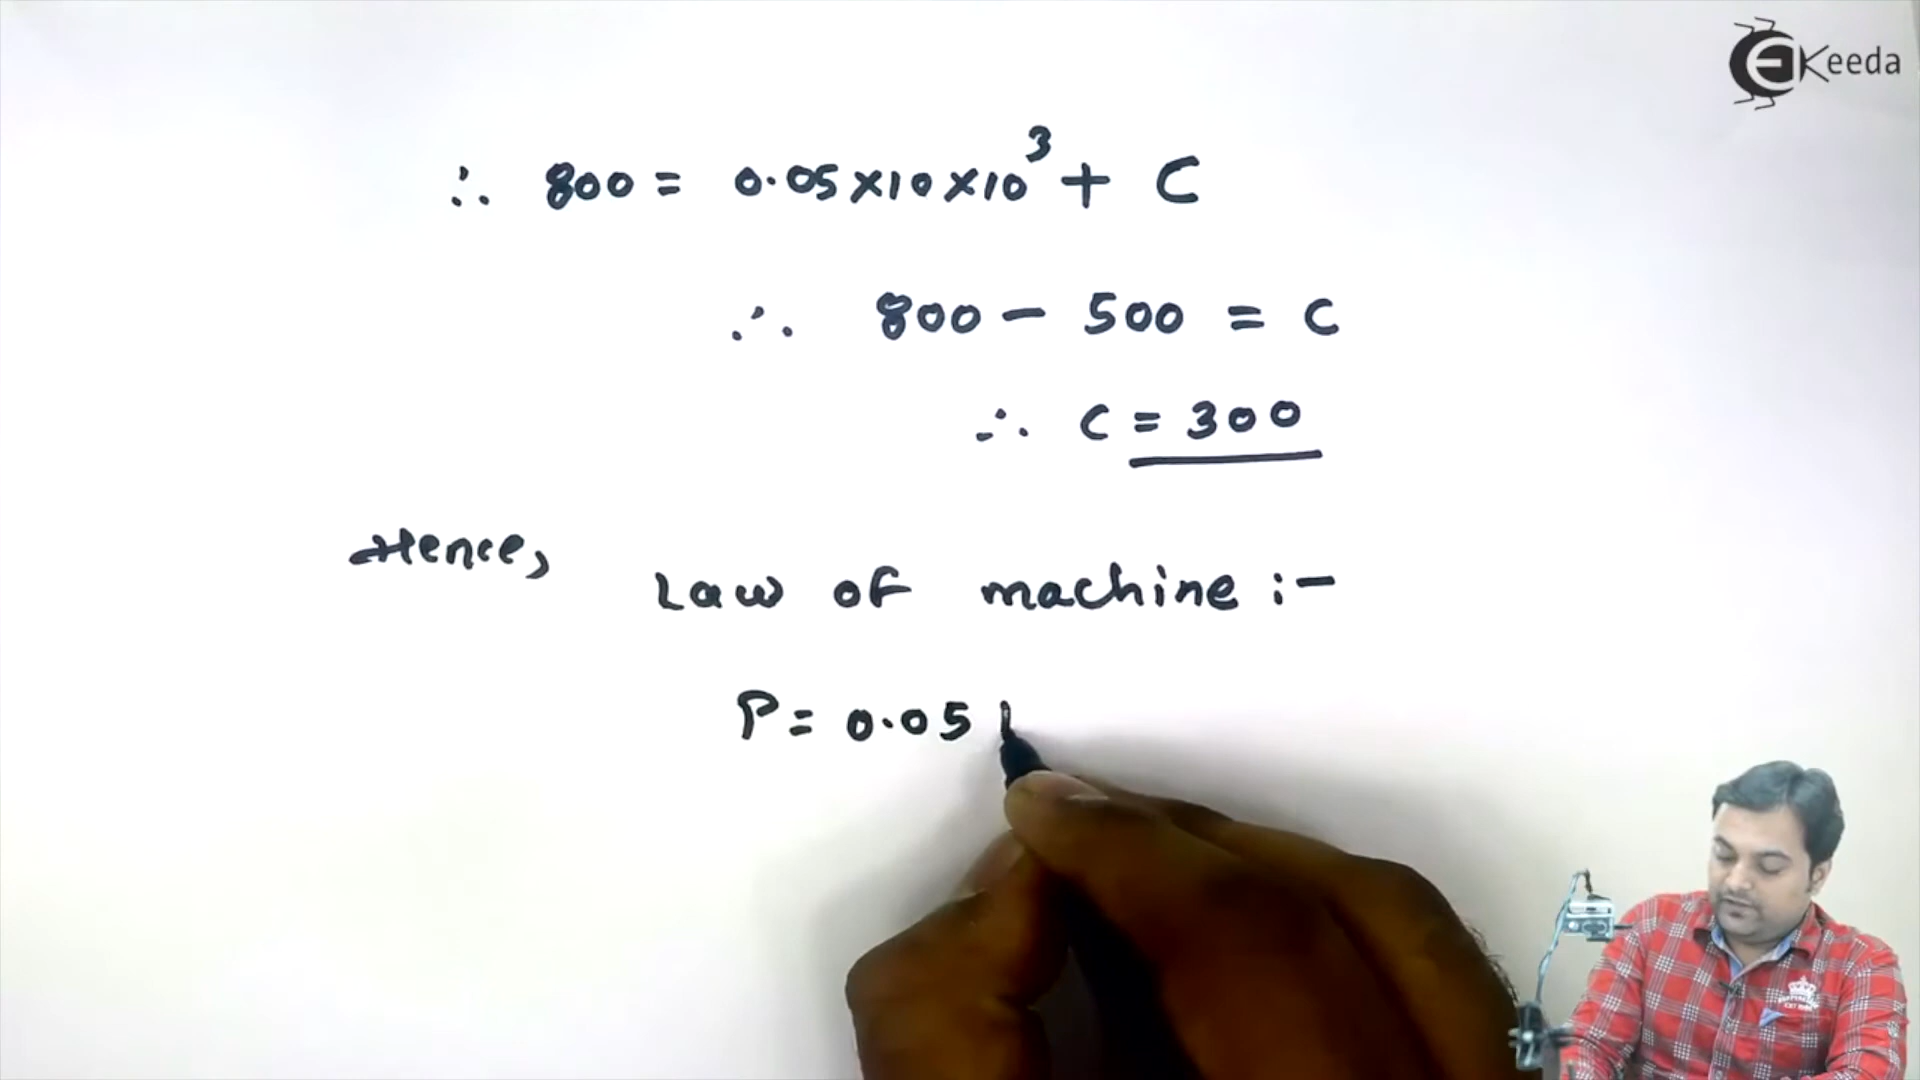 Keeda
∴ 800 = 0.05×10×10³ + C
∴ 800 - 500 = C
∴ C = 300
Hence,
Law of machine :-
P = 0.05